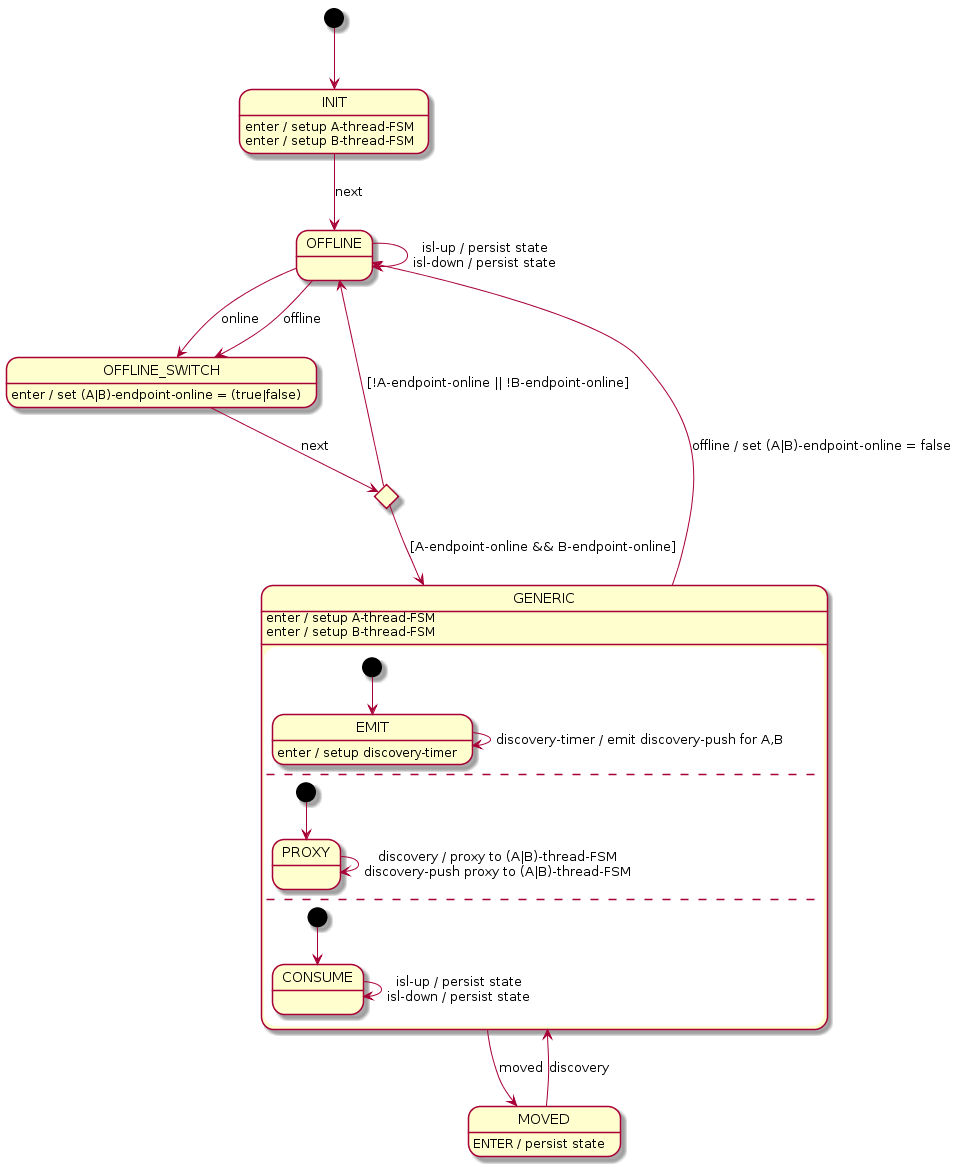 INIT
enter / setup A-thread-FSM
enter / setup B-thread-FSM
next
OFFLINE
isl-up / persist state
isl-down / persist state
online
offline
OFFLINE_SWITCH
enter / set (A|B)-endpoint-online = (true|false)
[!A-endpoint-online || !B-endpoint-online]
next
offline / set (A|B)-endpoint-online = false
[A-endpoint-online && B-endpoint-online]
GENERIC
enter / setup A-thread-FSM
enter / setup B-thread-FSM
EMIT
enter / setup discovery-timer
discovery-timer / emit discovery-push for A,B
PROXY
discovery / proxy to (A|B)-thread-FSM
discovery-push proxy to (A|B)-thread-FSM
CONSUME
isl-up / persist state
isl-down / persist state
moved
discovery
MOVED
ENTER / persist state